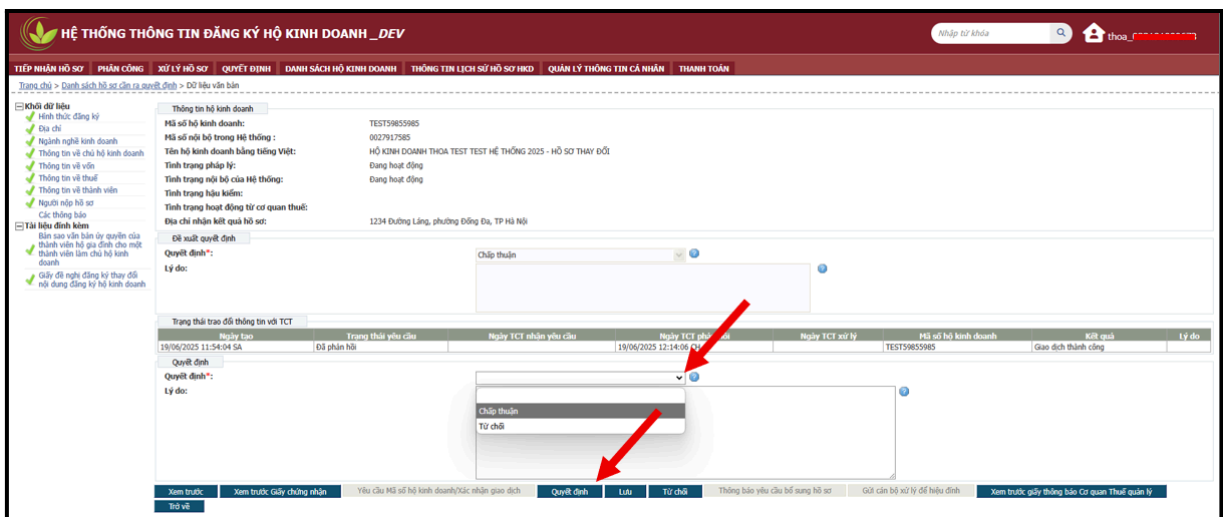 HỆ THỐNG THÔNG TIN ĐĂNG KÝ HỘ KINH DOANH _DEV
Nhập từ khóa
thoa_
TIẾP NHẬN HỒ SƠ PHÂN CÔNG XỬ LÝ HỒ SƠ QUYẾT ĐỊNH DANH SÁCH HỘ KINH DOANH THÔNG TIN LỊCH SỬ HỒ SƠ HKD QUẢN LÝ THÔNG TIN CÁ NHÂN THANH TOÁN
Trang chủ > Danh sách hồ sơ cần ra quyết định > Dữ liệu văn bản
Khối dữ liệu
Hình thức đăng ký
Địa chỉ
Ngành nghề kinh doanh
Thông tin về chủ hộ kinh doanh
Thông tin về vốn
Thông tin về thuế
Thông tin về thành viên
Người nộp hồ sơ
Các thông báo
Tài liệu đính kèm
Bản sao văn bản ủy quyền của
thành viên hộ gia đình cho một
thành viên làm chủ hộ kinh
doanh
Giấy đề nghị đăng ký thay đổi
nội dung đăng ký hộ kinh doanh
Thông tin hộ kinh doanh
Mã số hộ kinh doanh: TEST59855985
Mã số nội bộ trong Hệ thống : 0027917585
Tên hộ kinh doanh bằng tiếng Việt: HỘ KINH DOANH THOA TEST TEST HỆ THỐNG 2025 - HỒ SƠ THAY ĐỔI
Tình trạng pháp lý: Đang hoạt động
Tình trạng nội bộ của Hệ thống: Đang hoạt động
Tình trạng hậu kiểm:
Tình trạng hoạt động từ cơ quan thuế:
Địa chỉ nhận kết quả hồ sơ: 1234 Đường Láng, phường Đống Đa, TP Hà Nội
Đề xuất quyết định
Quyết định*: Chấp thuận
Lý do:
Trạng thái trao đổi thông tin với TCT
Ngày tạo Trạng thái yêu cầu Ngày TCT nhận yêu cầu Ngày TCT Ngày TCT xử lý Mã số hộ kinh doanh Kết quả Lý do
19/06/2025 11:54:04 SA Đã phản hồi 19/06/2025 12:14:06 CH TEST59855985 Giao dịch thành công
Quyết định
Quyết định*:
Lý do:
Chấp thuận
Từ chối
Xem trước Xem trước Giấy chứng nhận Yêu cầu Mã số hộ kinh doanh/Xác nhận giao dịch Quyết định Lưu Từ chối Thông báo yêu cầu bổ sung hồ sơ Gửi cán bộ xử lý để hiệu đính Xem trước giấy thông báo Cơ quan Thuế quản lý
Trở về